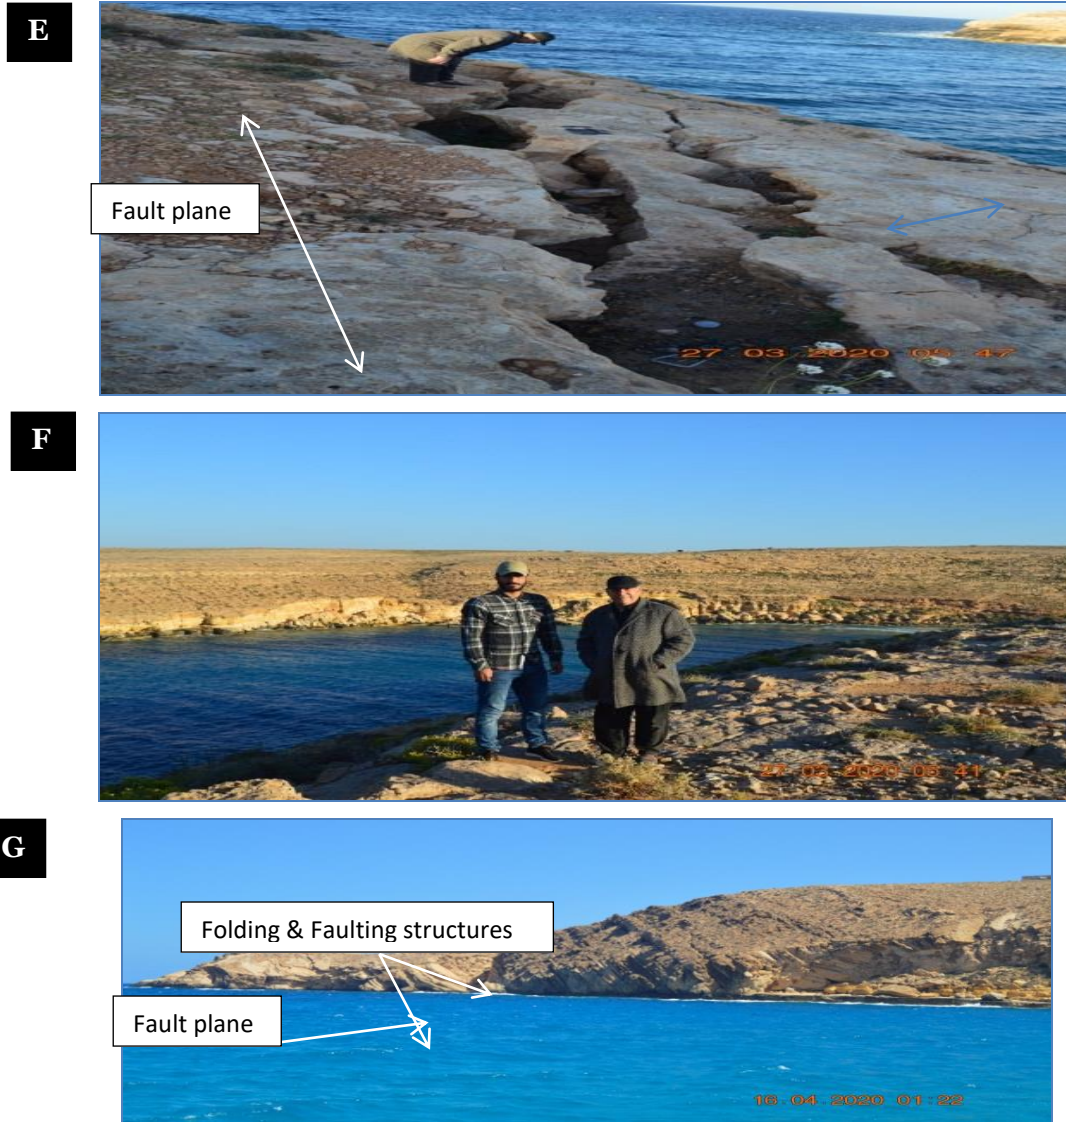 E
Fault plane
27 03 2020 05 47
F
27 03 2020 05 41
G
Folding & Faulting structures
Fault plane
16 04 2020 01:22